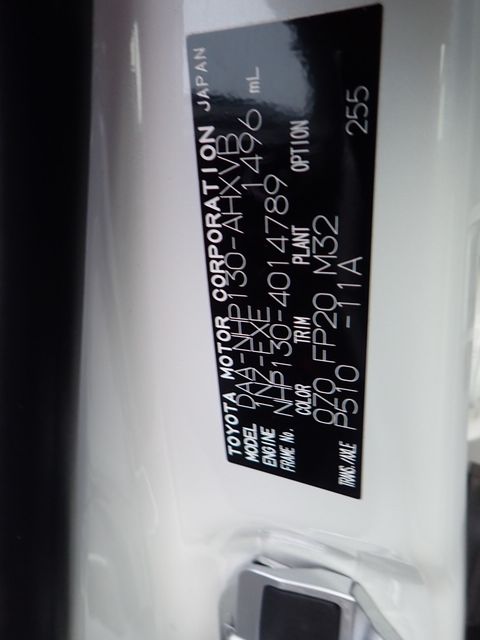 TOYOTA MOTOR CORPORATION JAPAN
MODEL DAA-NHP130-AHXVB
ENGINE 1NZ-FXE 1496 mL
FRAME No. NHP130-4014789
COLOR TRIM PLANT OPTION
070 FP20 M32
TRANS./AXLE P510 -11A 255